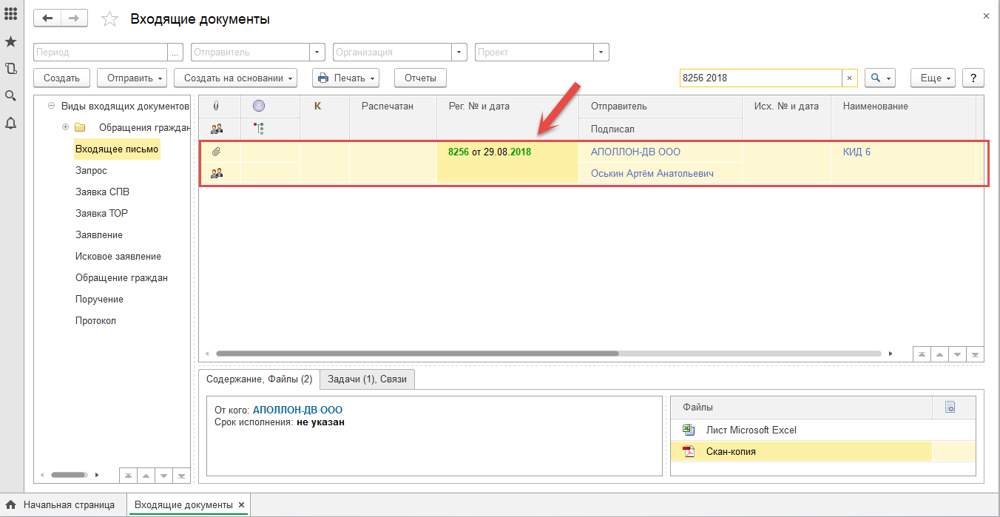 Входящие документы
Период ... Отправитель Организация Проект
Создать Отправить Создать на основании Печать Отчеты 8256 2018 × Еще ?
Виды входящих документов
Обращения граждан
Входящее письмо
Запрос
Заявка СПВ
Заявка ТОР
Заявление
Исковое заявление
Обращение граждан
Поручение
Протокол
К Распечатан Рег. № и дата Отправитель Исх. № и дата Наименование
Подписал
8256 от 29.08.2018 АПОЛЛОН-ДВ ООО КИД 6
Оськин Артём Анатольевич
Содержание, Файлы (2) Задачи (1), Связи
От кого: АПОЛЛОН-ДВ ООО
Срок исполнения: не указан
Файлы
Лист Microsoft Excel
Скан-копия
Начальная страница Входящие документы ×